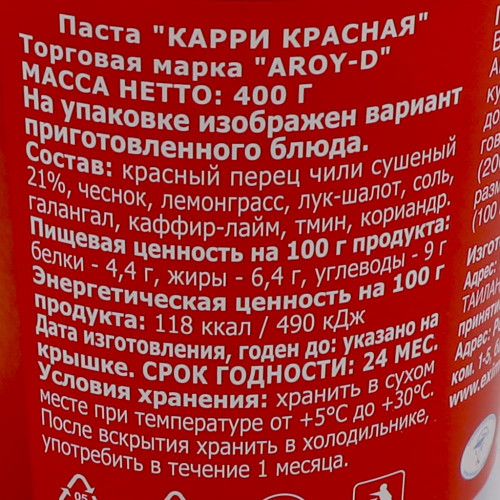 Паста "КАРРИ КРАСНАЯ"
Торговая марка "AROY-D"
МАССА НЕТТО: 400 Г
На упаковке изображен вариант
приготовленного блюда.
Состав: красный перец чили сушеный
21%, чеснок, лемонграсс, лук-шалот, соль,
галангал, каффир-лайм, тмин, кориандр.
Пищевая ценность на 100 г продукта:
белки - 4,4 г, жиры - 6,4 г, углеводы - 9 г
Энергетическая ценность на 100 г
продукта: 118 ккал / 490 кДж
Дата изготовления, годен до: указано на
крышке. СРОК ГОДНОСТИ: 24 МЕС.
Условия хранения: хранить в сухом
месте при температуре от +5°С до +30°С.
После вскрытия хранить в холодильнике,
употребить в течение 1 месяца.